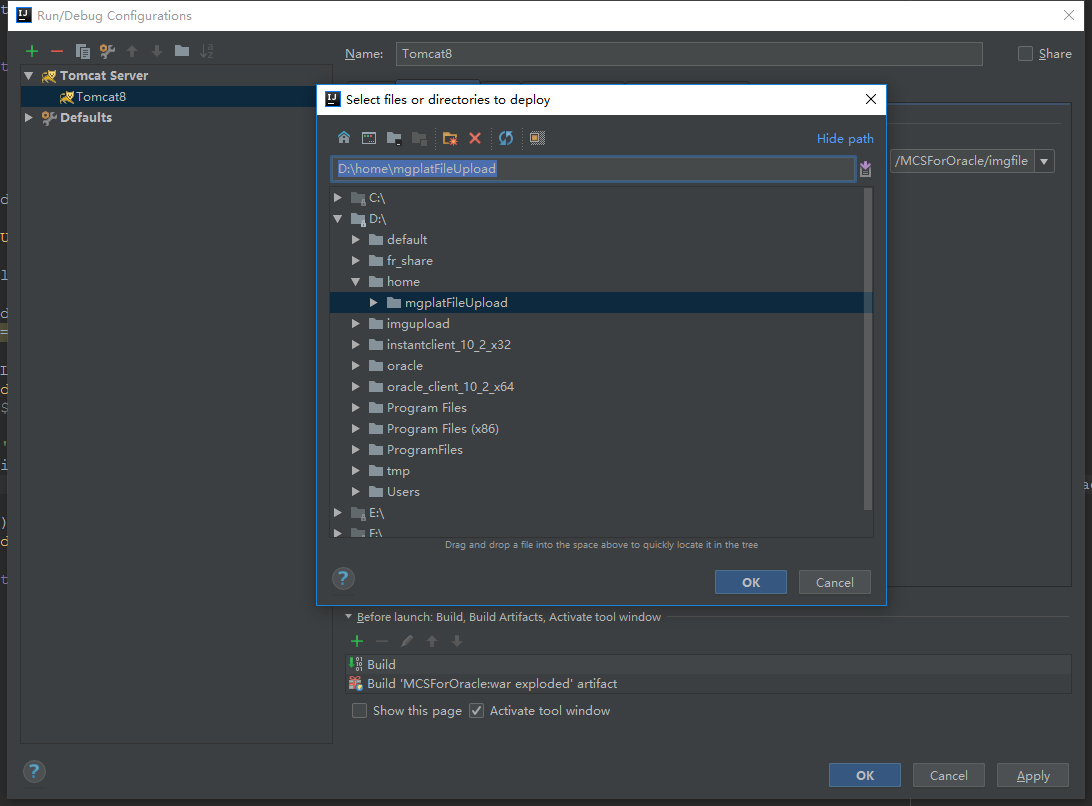 Run/Debug Configurations
Name: Tomcat8
Share
Tomcat Server
Tomcat8
Defaults
Select files or directories to deploy
Hide path
D:\home\mgplatFileUpload
/MCSForOracle/imgfile
C:\
D:\
default
fr_share
home
mgplatFileUpload
imgupload
instantclient_10_2_x32
oracle
oracle_client_10_2_x64
Program Files
Program Files (x86)
ProgramFiles
tmp
Users
E:\
F:\
Drag and drop a file into the space above to quickly locate it in the tree
?
OK
Cancel
Before launch: Build, Build Artifacts, Activate tool window
Build
Build 'MCSForOracle:war exploded' artifact
Show this page
Activate tool window
?
OK
Cancel
Apply